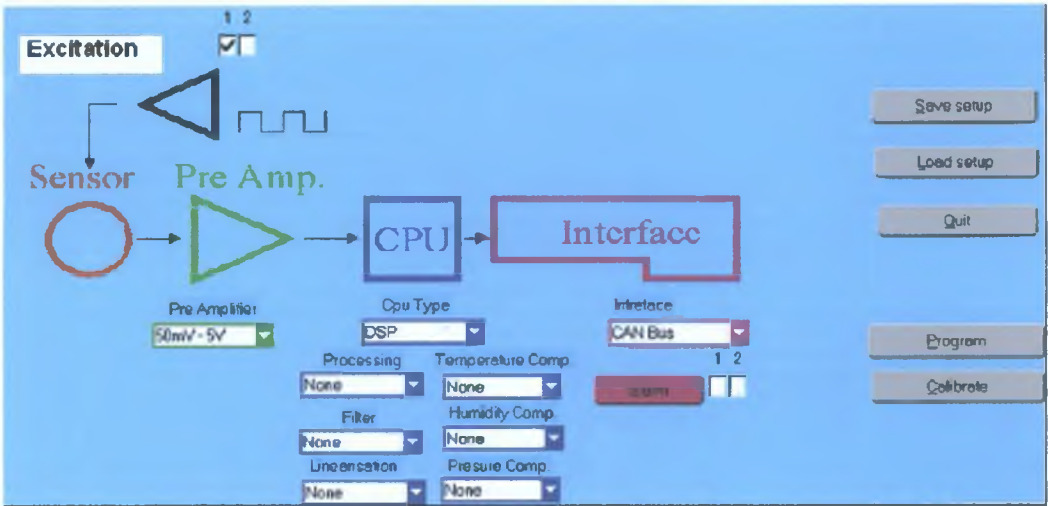 1 2
Excitation
Save setup
Load setup
Sensor
Pre Amp.
Quit
CPU
Interface
Pre Amplifier
Cpu Type
Intreface
50mV - 5V
DSP
CAN Bus
Program
Processing
Temperature Comp
1 2
None
None
Calibrate
Filter
Humidity Comp.
None
None
Linearisation
Presure Comp.
None
None